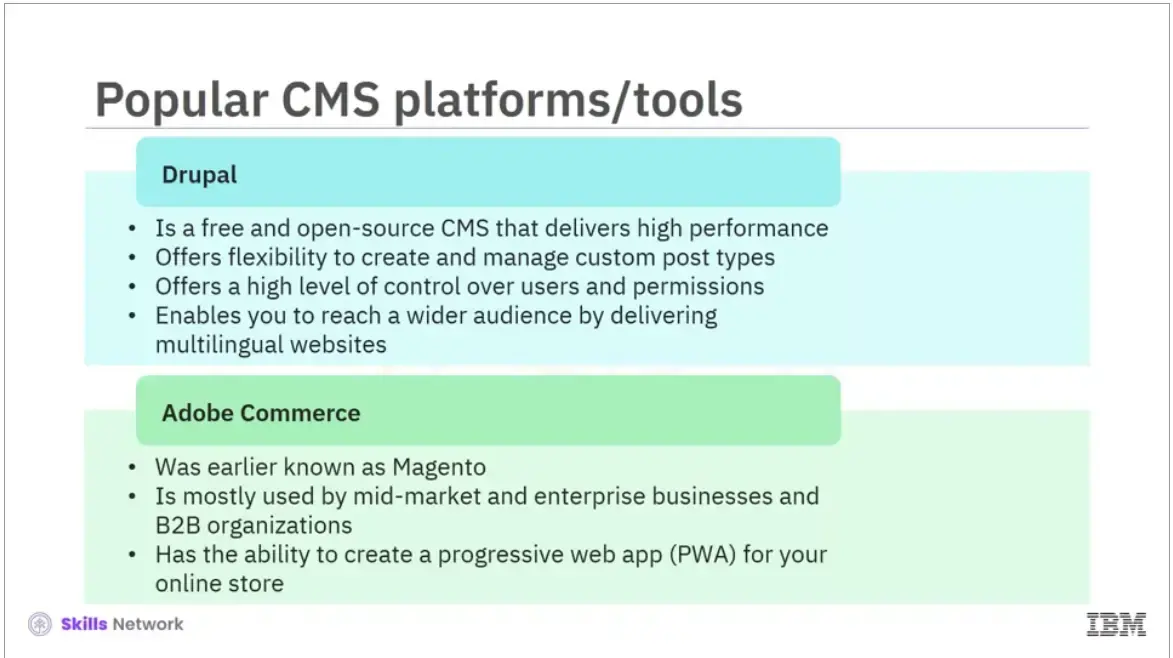 Popular CMS platforms/tools
Drupal
• Is a free and open-source CMS that delivers high performance
• Offers flexibility to create and manage custom post types
• Offers a high level of control over users and permissions
• Enables you to reach a wider audience by delivering
multilingual websites
Adobe Commerce
• Was earlier known as Magento
• Is mostly used by mid-market and enterprise businesses and
B2B organizations
• Has the ability to create a progressive web app (PWA) for your
online store
Skills Network
IBM